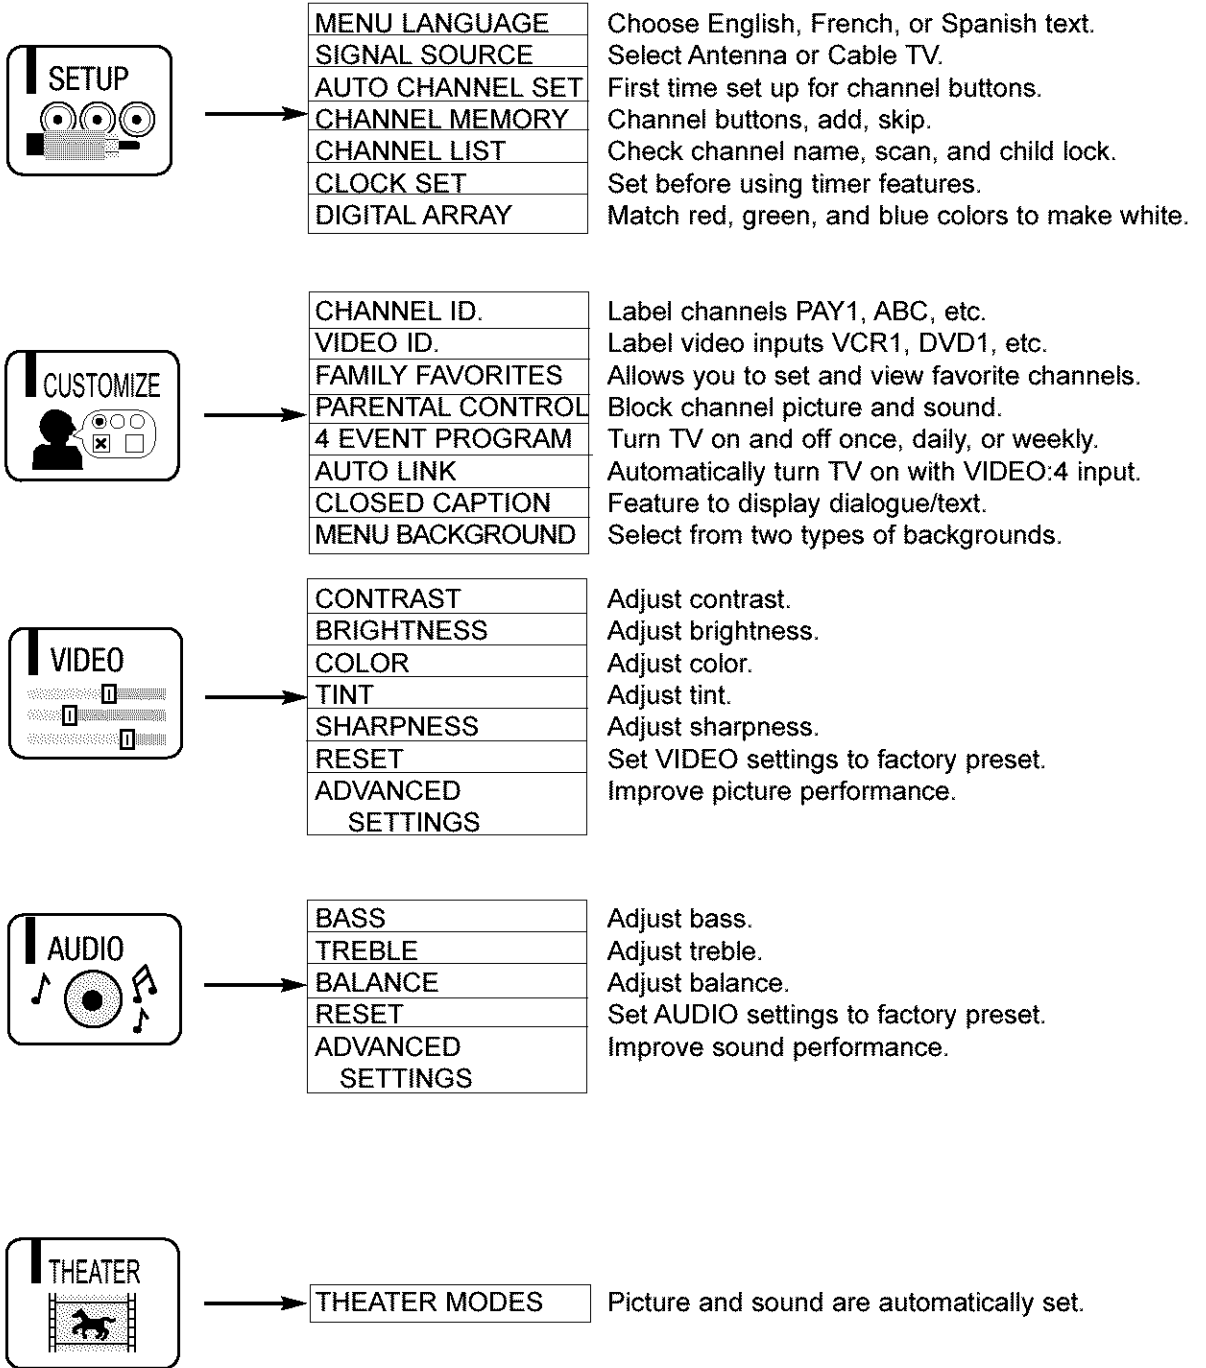 SETUP
MENU LANGUAGE Choose English, French, or Spanish text.
SIGNAL SOURCE Select Antenna or Cable TV.
AUTO CHANNEL SET First time set up for channel buttons.
CHANNEL MEMORY Channel buttons, add, skip.
CHANNEL LIST Check channel name, scan, and child lock.
CLOCK SET Set before using timer features.
DIGITAL ARRAY Match red, green, and blue colors to make white.
CUSTOMIZE
CHANNEL ID. Label channels PAY1, ABC, etc.
VIDEO ID. Label video inputs VCR1, DVD1, etc.
FAMILY FAVORITES Allows you to set and view favorite channels.
PARENTAL CONTROL Block channel picture and sound.
4 EVENT PROGRAM Turn TV on and off once, daily, or weekly.
AUTO LINK Automatically turn TV on with VIDEO:4 input.
CLOSED CAPTION Feature to display dialogue/text.
MENU BACKGROUND Select from two types of backgrounds.
VIDEO
CONTRAST Adjust contrast.
BRIGHTNESS Adjust brightness.
COLOR Adjust color.
TINT Adjust tint.
SHARPNESS Adjust sharpness.
RESET Set VIDEO settings to factory preset.
ADVANCED Improve picture performance.
SETTINGS
AUDIO
BASS Adjust bass.
TREBLE Adjust treble.
BALANCE Adjust balance.
RESET Set AUDIO settings to factory preset.
ADVANCED Improve sound performance.
SETTINGS
THEATER
THEATER MODES Picture and sound are automatically set.